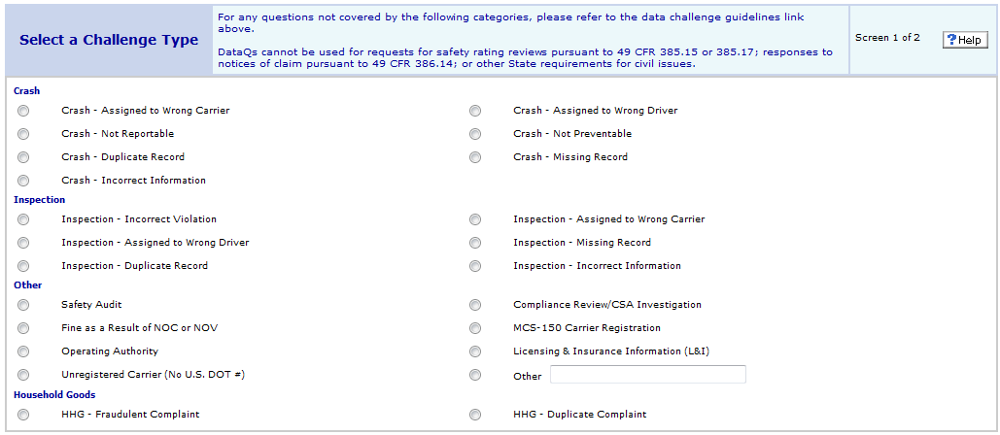 Select a Challenge Type
For any questions not covered by the following categories, please refer to the data challenge guidelines link
above.
DataQs cannot be used for requests for safety rating reviews pursuant to 49 CFR 385.15 or 385.17; responses to
notices of claim pursuant to 49 CFR 386.14; or other State requirements for civil issues.
Screen 1 of 2
? Help
Crash
Crash - Assigned to Wrong Carrier
Crash - Assigned to Wrong Driver
Crash - Not Reportable
Crash - Not Preventable
Crash - Duplicate Record
Crash - Missing Record
Crash - Incorrect Information
Inspection
Inspection - Incorrect Violation
Inspection - Assigned to Wrong Carrier
Inspection - Assigned to Wrong Driver
Inspection - Missing Record
Inspection - Duplicate Record
Inspection - Incorrect Information
Other
Safety Audit
Compliance Review/CSA Investigation
Fine as a Result of NOC or NOV
MCS-150 Carrier Registration
Operating Authority
Licensing & Insurance Information (L&I)
Unregistered Carrier (No U.S. DOT #)
Other
Household Goods
HHG - Fraudulent Complaint
HHG - Duplicate Complaint